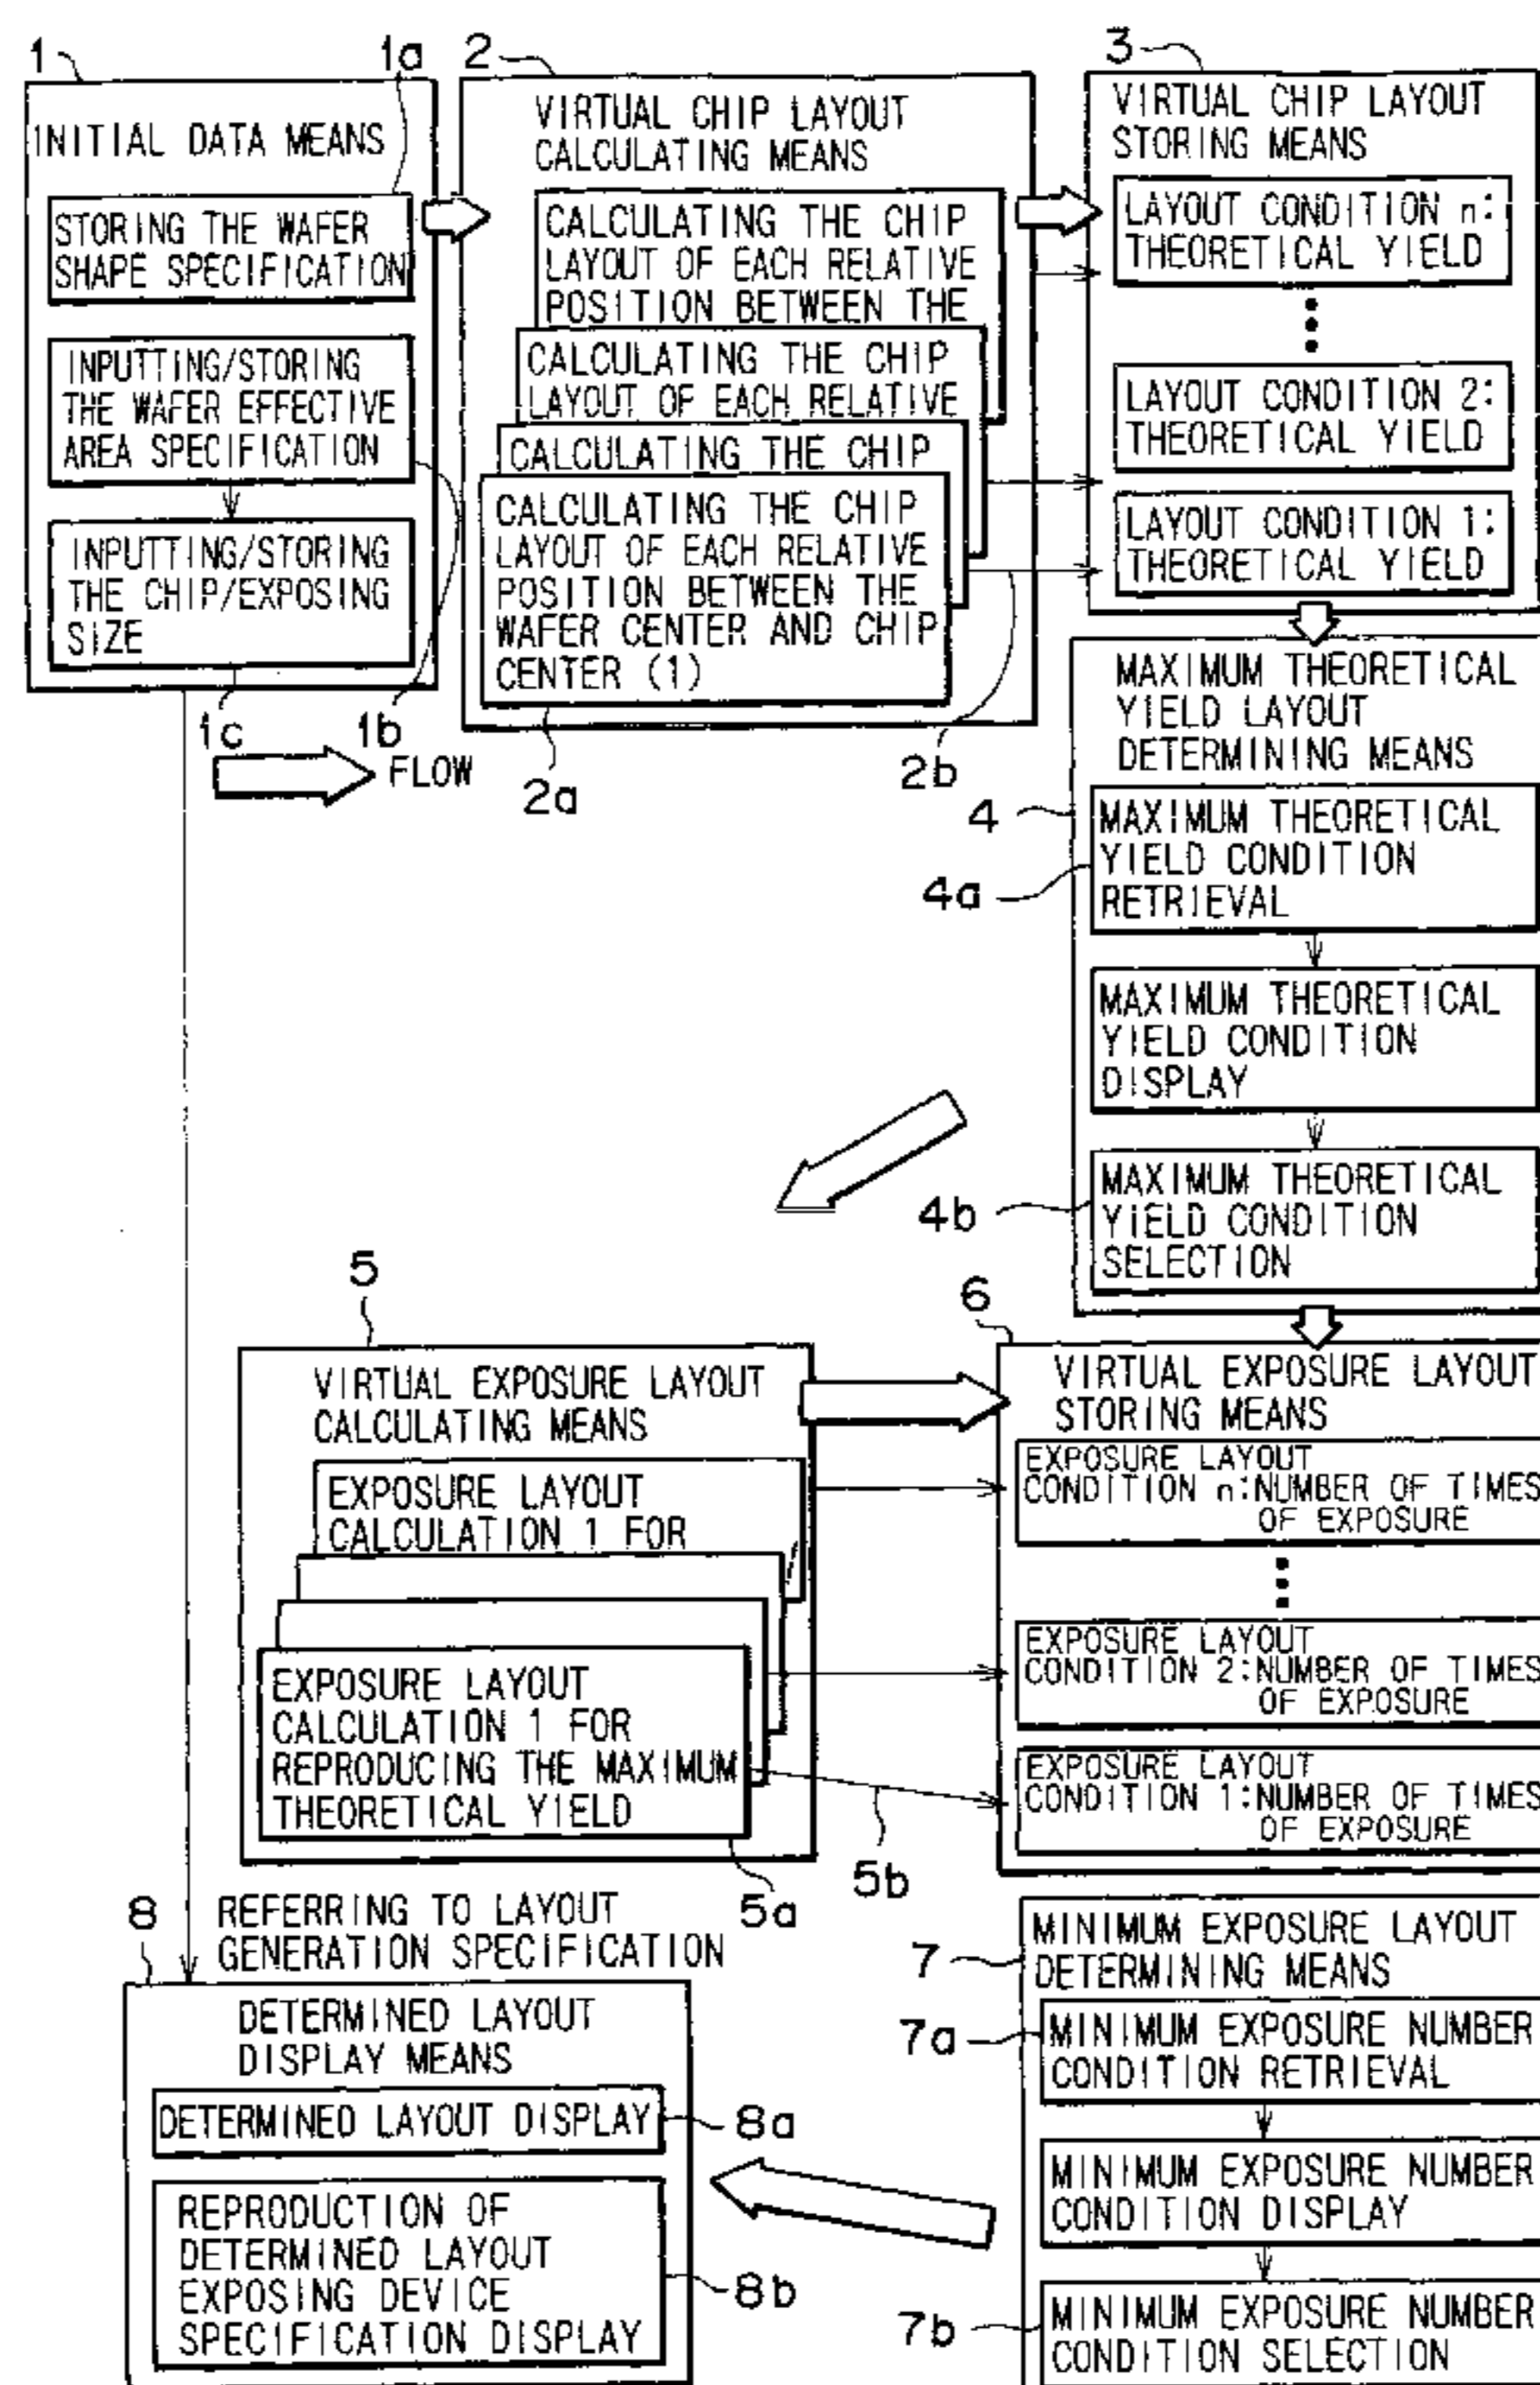 1
1a
INITIAL DATA MEANS
STORING THE WAFER
SHAPE SPECIFICATION
INPUTTING/STORING
THE WAFER EFFECTIVE
AREA SPECIFICATION
INPUTTING/STORING
THE CHIP/EXPOSING
SIZE
1c
1b
FLOW
2
VIRTUAL CHIP LAYOUT
CALCULATING MEANS
CALCULATING THE CHIP
LAYOUT OF EACH RELATIVE
POSITION BETWEEN THE
CALCULATING THE CHIP
LAYOUT OF EACH RELATIVE
CALCULATING THE CHIP
CALCULATING THE CHIP
LAYOUT OF EACH RELATIVE
POSITION BETWEEN THE
WAFER CENTER AND CHIP
CENTER (1)
2a
2b
3
VIRTUAL CHIP LAYOUT
STORING MEANS
LAYOUT CONDITION n:
THEORETICAL YIELD
LAYOUT CONDITION 2:
THEORETICAL YIELD
LAYOUT CONDITION 1:
THEORETICAL YIELD
4
MAXIMUM THEORETICAL
YIELD LAYOUT
DETERMINING MEANS
4a
MAXIMUM THEORETICAL
YIELD CONDITION
RETRIEVAL
MAXIMUM THEORETICAL
YIELD CONDITION
DISPLAY
4b
MAXIMUM THEORETICAL
YIELD CONDITION
SELECTION
5
VIRTUAL EXPOSURE LAYOUT
CALCULATING MEANS
EXPOSURE LAYOUT
CALCULATION 1 FOR
EXPOSURE LAYOUT
CALCULATION 1 FOR
REPRODUCING THE MAXIMUM
THEORETICAL YIELD
5a
5b
6
VIRTUAL EXPOSURE LAYOUT
STORING MEANS
EXPOSURE LAYOUT
CONDITION n:NUMBER OF TIMES
OF EXPOSURE
EXPOSURE LAYOUT
CONDITION 2:NUMBER OF TIMES
OF EXPOSURE
EXPOSURE LAYOUT
CONDITION 1:NUMBER OF TIMES
OF EXPOSURE
7
MINIMUM EXPOSURE LAYOUT
DETERMINING MEANS
7a
MINIMUM EXPOSURE NUMBER
CONDITION RETRIEVAL
MINIMUM EXPOSURE NUMBER
CONDITION DISPLAY
7b
MINIMUM EXPOSURE NUMBER
CONDITION SELECTION
8
REFERRING TO LAYOUT
GENERATION SPECIFICATION
DETERMINED LAYOUT
DISPLAY MEANS
DETERMINED LAYOUT DISPLAY
8a
REPRODUCTION OF
DETERMINED LAYOUT
EXPOSING DEVICE
SPECIFICATION DISPLAY
8b